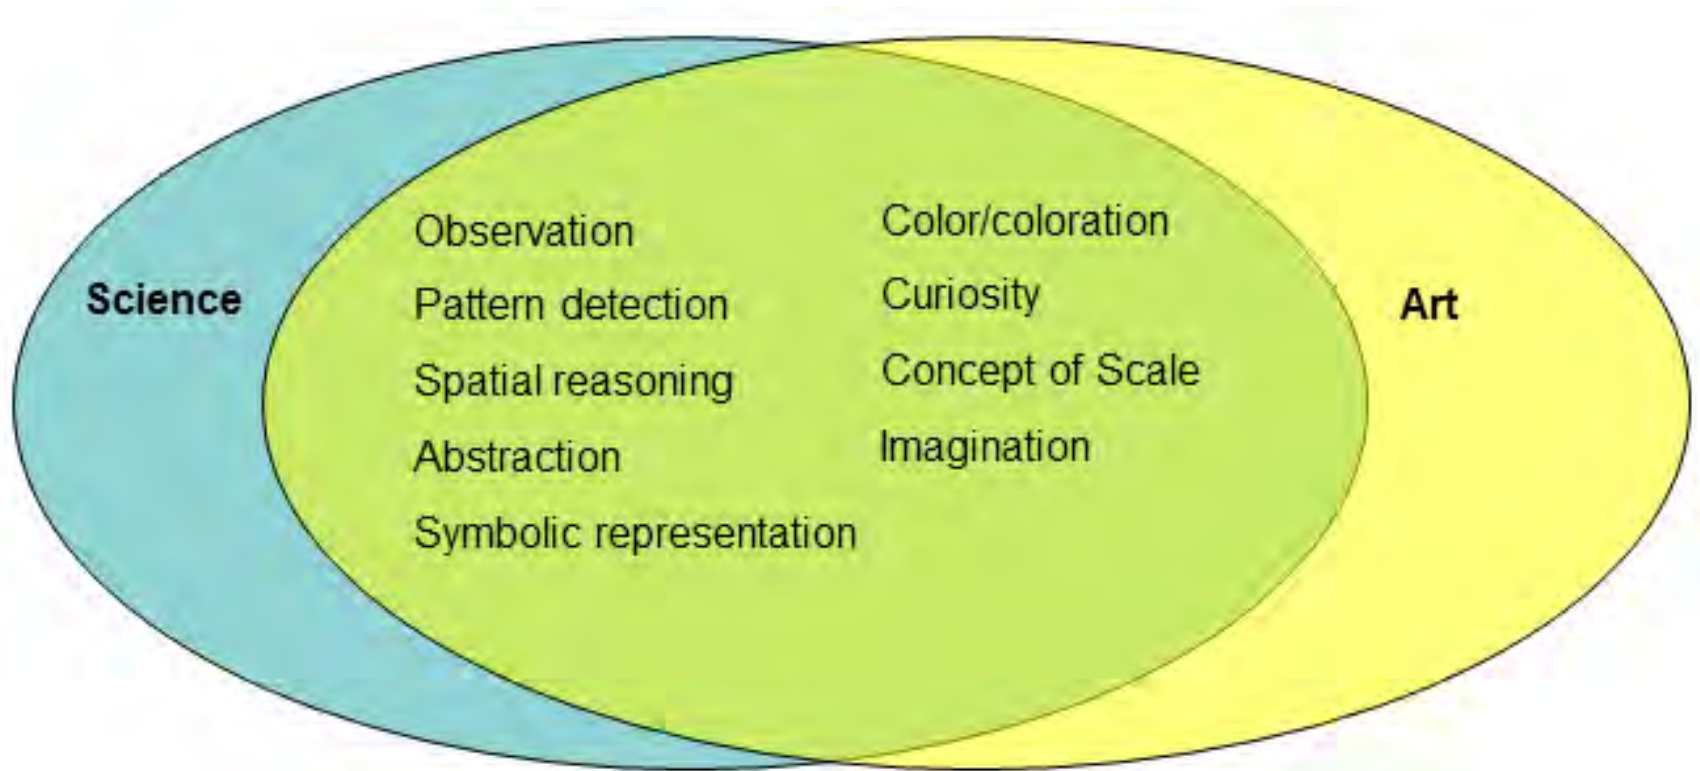 Science
Observation
Pattern detection
Spatial reasoning
Abstraction
Symbolic representation
Color/coloration
Curiosity
Concept of Scale
Imagination
Art